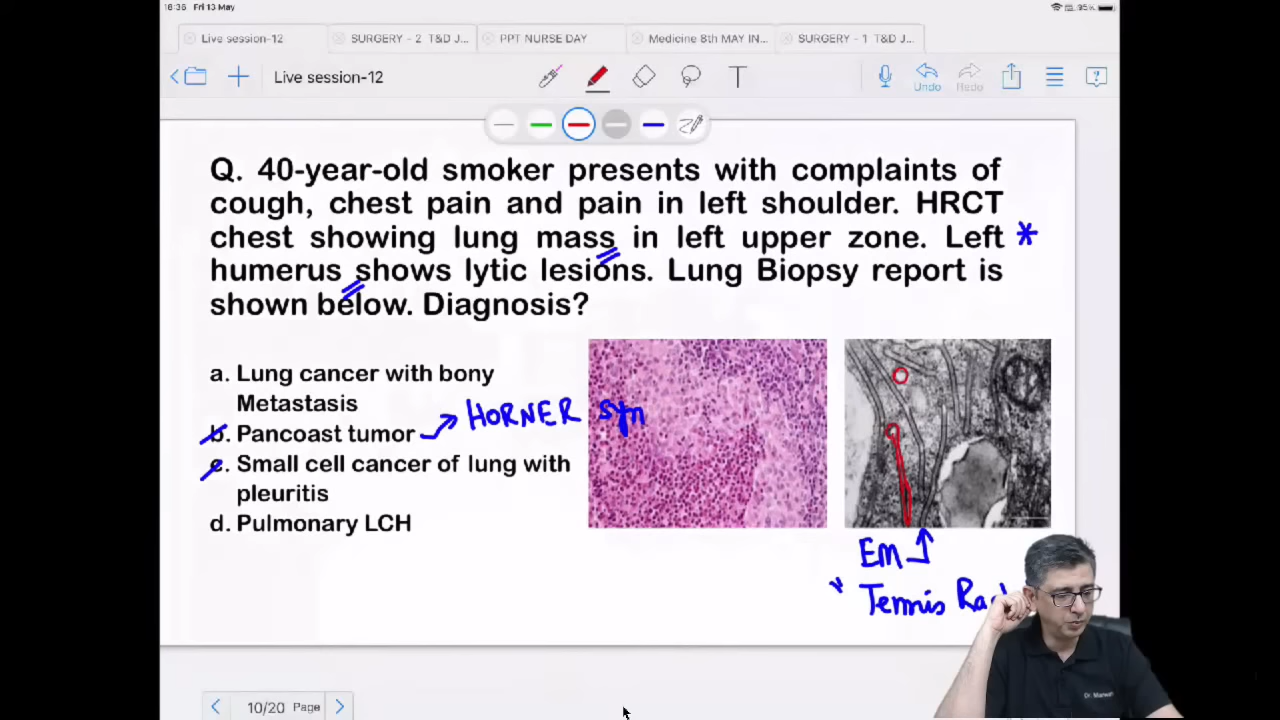 16:36 Fri 13 May
95%
Live session-12
SURGERY - 2 T&D J...
PPT NURSE DAY
Medicine 8th MAY IN...
SURGERY - 1 T&D J...
Live session-12
T
Undo
Redo
Q. 40-year-old smoker presents with complaints of
cough, chest pain and pain in left shoulder. HRCT
chest showing lung mass in left upper zone. Left *
humerus shows lytic lesions. Lung Biopsy report is
shown below. Diagnosis?
a. Lung cancer with bony
Metastasis
b. Pancoast tumor → HORNER Syn
c. Small cell cancer of lung with
pleuritis
d. Pulmonary LCH
EM
Tennis
10/20 Page
Dr. Marwah